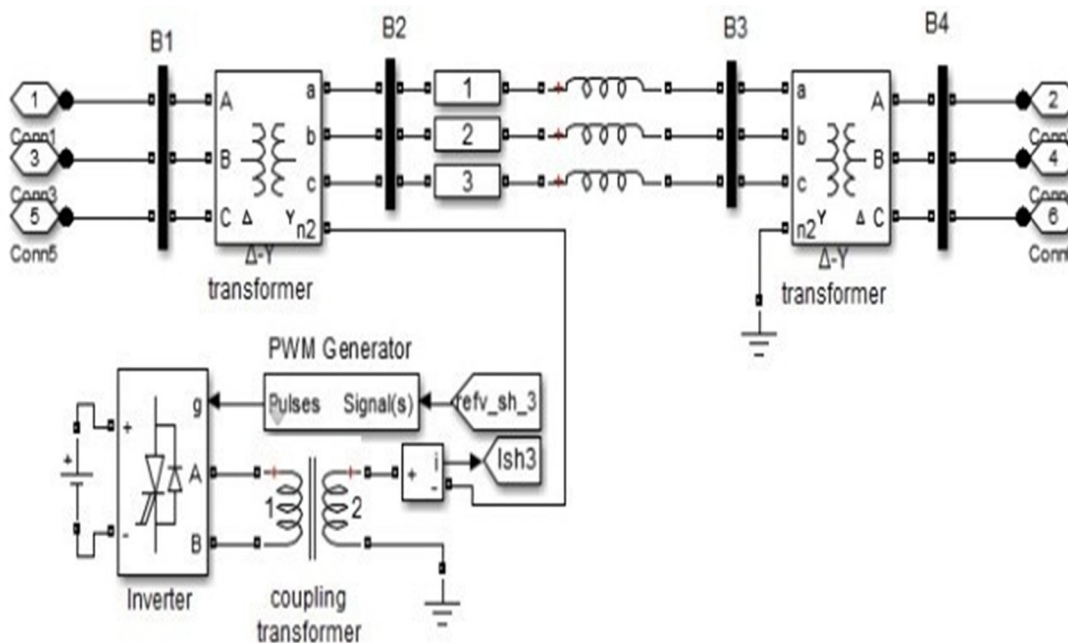 B1
B2
B3
B4
1
Conn1
3
Conn3
5
Conn5
A
B
C
Δ
Y
a
b
c
n2
Δ-Y
transformer
1
2
3
a
b
c
n2
Y
Δ
A
B
C
Δ-Y
transformer
2
4
6
PWM Generator
Pulses
Signal(s)
refv_sh_3
g
A
B
+
-
+
Inverter
1
2
coupling
transformer
+
i
-
Ish3